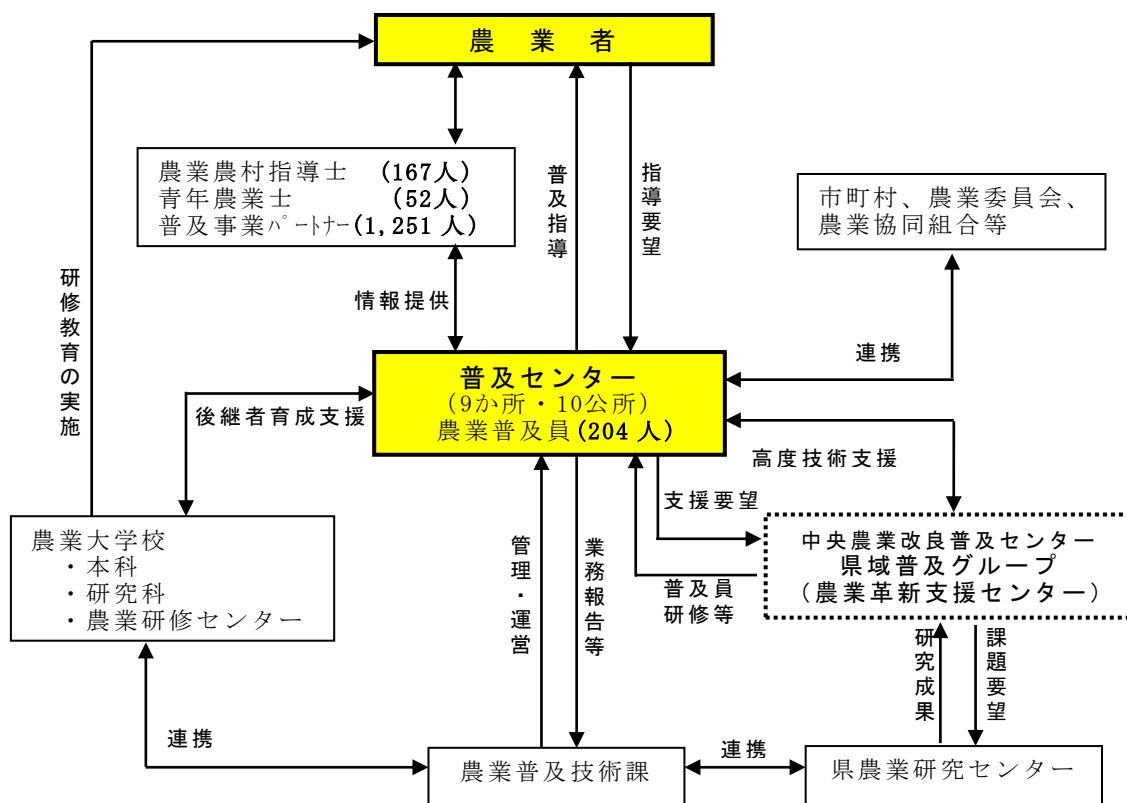 農 業 者
農業農村指導士 (167人)
青年農業士 (52人)
普及事業パートナー(1,251 人)
普及指導
指導要望
市町村、農業委員会、
農業協同組合等
研修教育の実施
情報提供
連携
普及センター
(9か所・10公所)
農業普及員(204 人)
後継者育成支援
高度技術支援
支援要望
農業大学校
・本科
・研究科
・農業研修センター
管理・運営
業務報告等
普及員
研修等
中央農業改良普及センター
県域普及グループ
(農業革新支援センター)
研究成果
課題要望
連携
農業普及技術課
連携
県農業研究センター